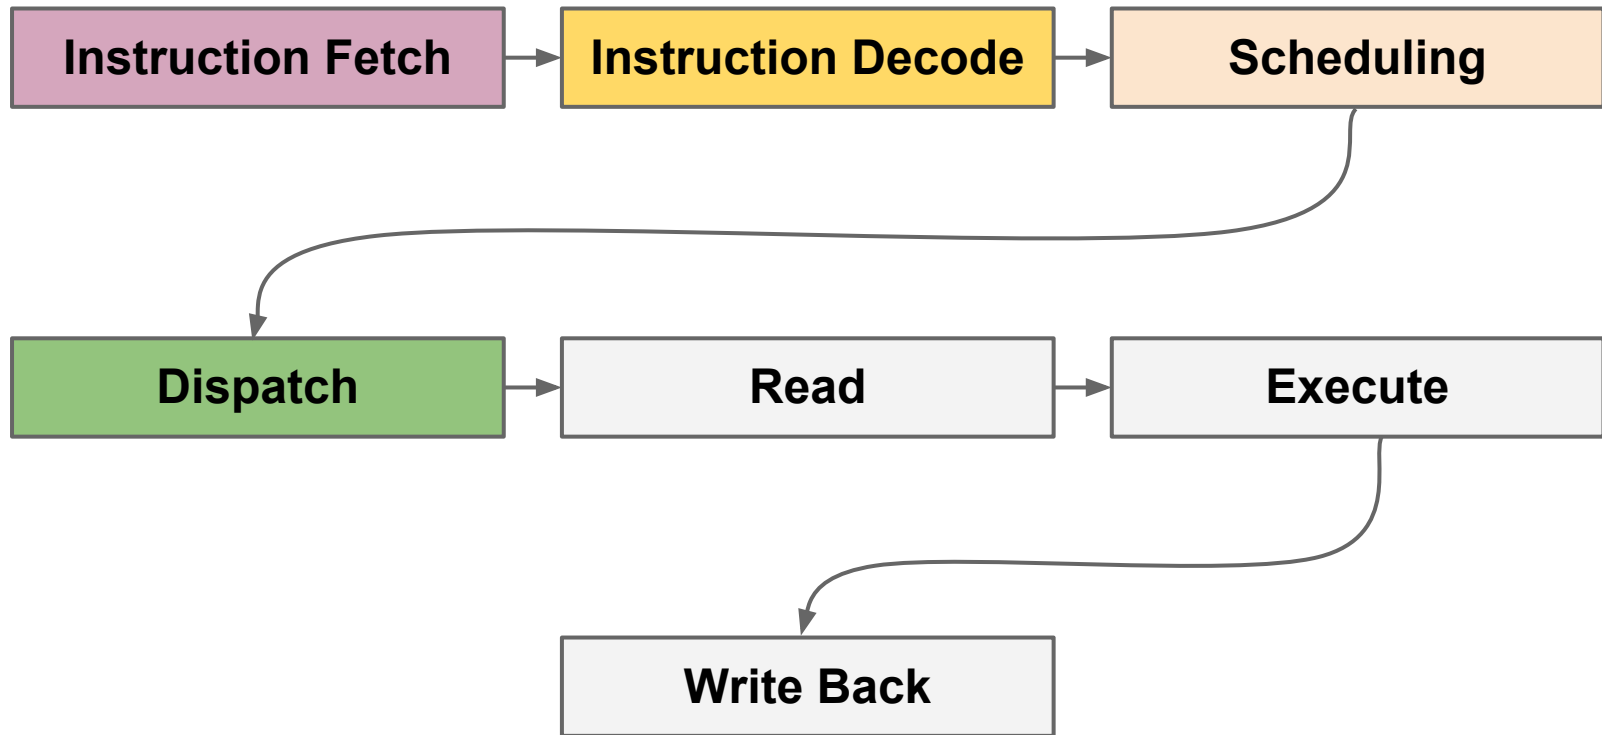 Instruction Fetch
Instruction Decode
Scheduling
Dispatch
Read
Execute
Write Back